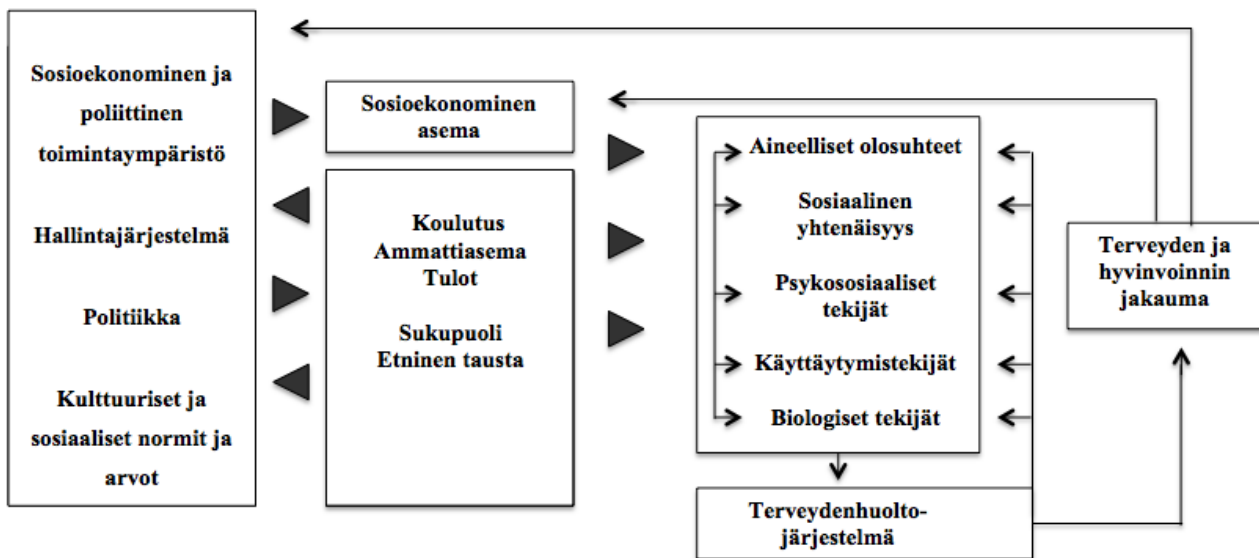 Sosioekonominen ja
poliittinen
toimintaympäristö
Hallintajärjestelmä
Politiikka
Kulttuuriset ja
sosiaaliset normit ja
arvot
Sosioekonominen
asema
Koulutus
Ammattiasema
Tulot
Sukupuoli
Etninen tausta
Aineelliset olosuhteet
Sosiaalinen
yhtenäisyys
Psykososiaaliset
tekijät
Käyttäytymistekijät
Biologiset tekijät
Terveydenhuolto-
järjestelmä
Terveyden ja
hyvinvoinnin
jakauma